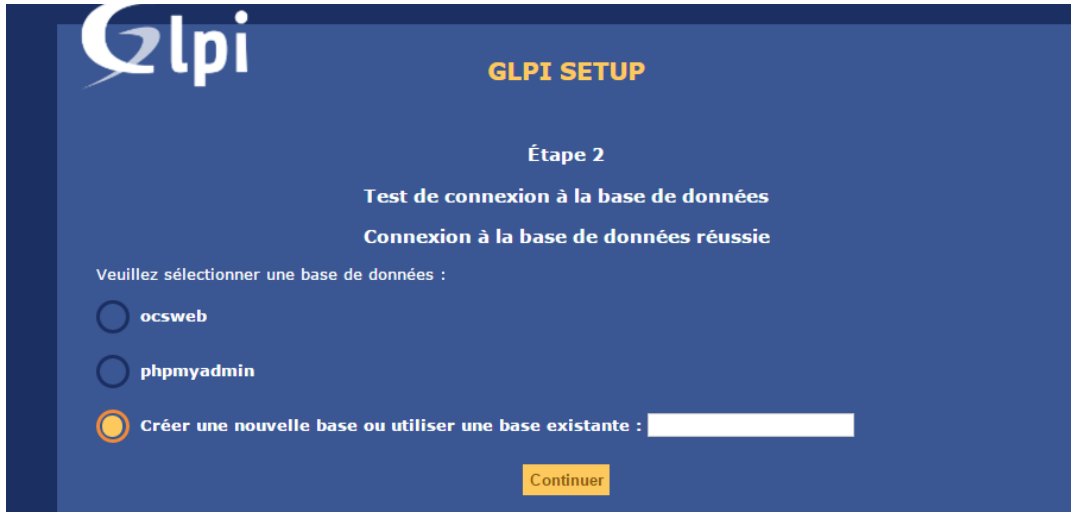 Glpi
GLPI SETUP
Étape 2
Test de connexion à la base de données
Connexion à la base de données réussie
Veuillez sélectionner une base de données :
ocsweb
phpmyadmin
Créer une nouvelle base ou utiliser une base existante :
Continuer